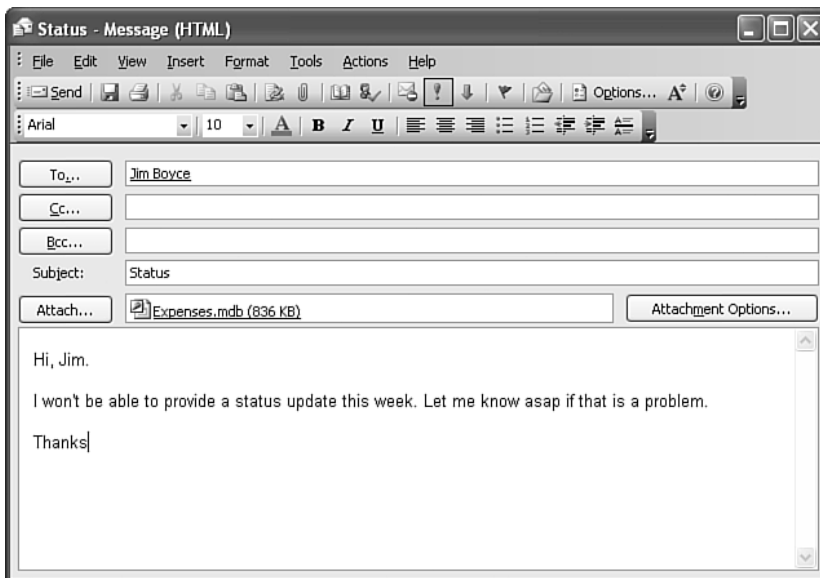 Status - Message (HTML)
File Edit View Insert Format Tools Actions Help
Send Options...
Arial 10 A B I U
To... Jim Boyce
Cc...
Bcc...
Subject: Status
Attach... Expenses.mdb (836 KB) Attachment Options...
Hi, Jim.
I won't be able to provide a status update this week. Let me know asap if that is a problem.
Thanks